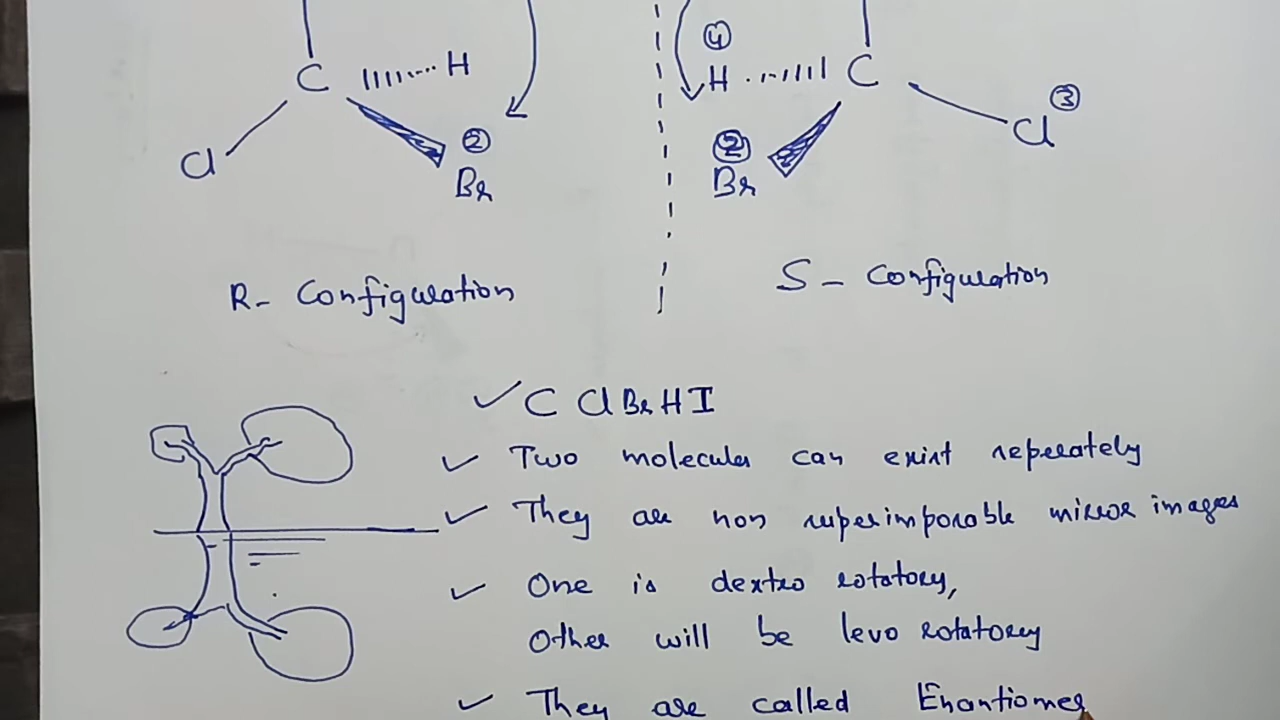 ④
C H H C
③
Cl
② ②
Cl Br Br
R- Configuration S - Configuration
✓ C Cl Br H I
✓ Two molecules can exist seperately
✓ They are non superimposable mirror images
✓ One is dextro rotatory,
Other will be levo rotatory
✓ They are called Enantiomer